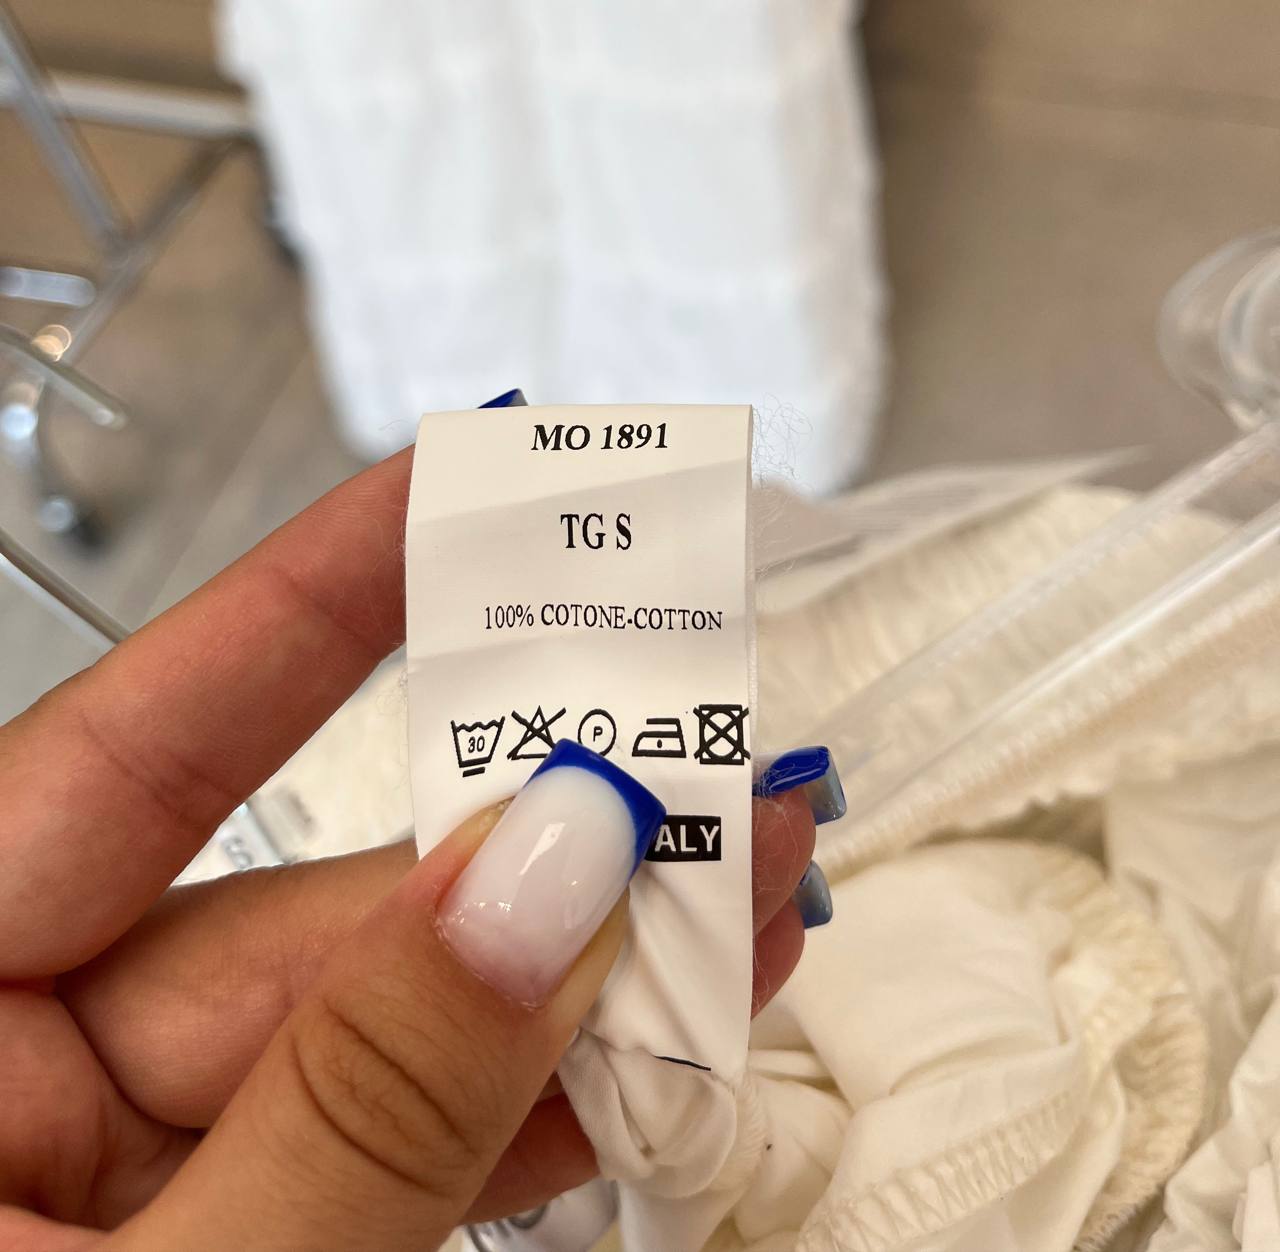 MO 1891
TG S
100% COTONE-COTTON
30 P
ALY